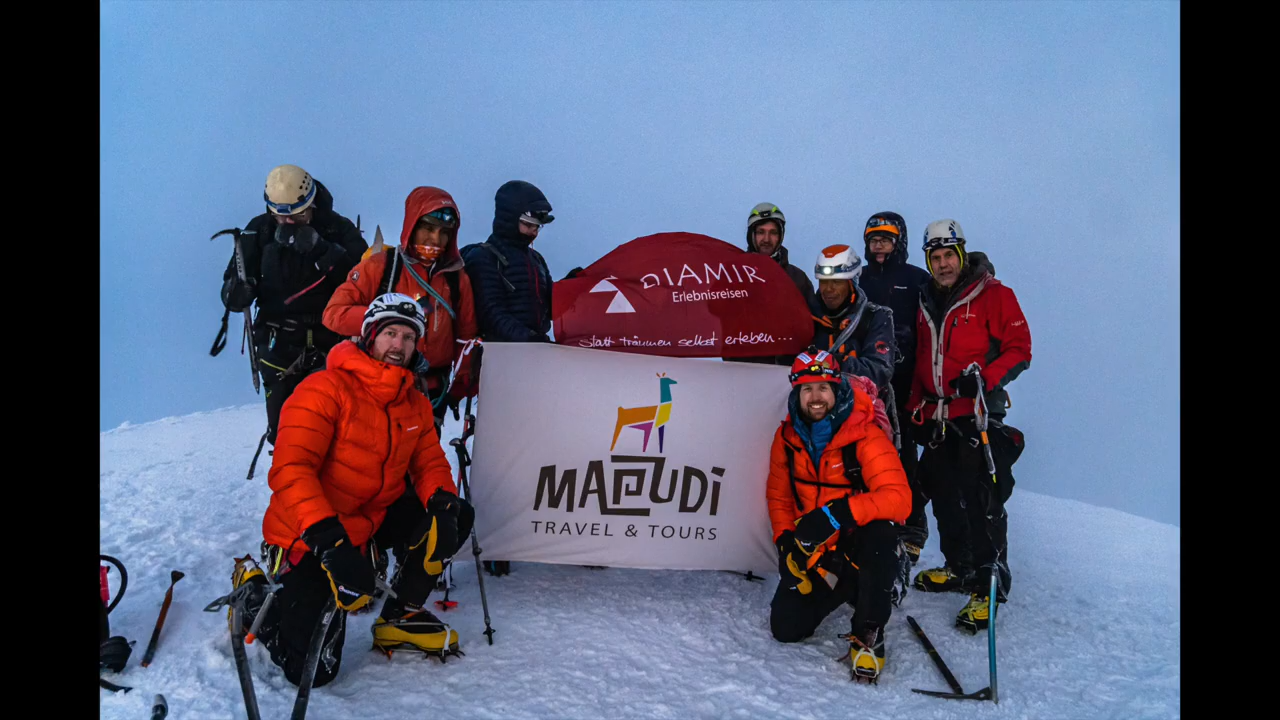 DIAMIR
Erlebnisreisen
statt träumen selbst erleben...
MAPUDI
TRAVEL & TOURS